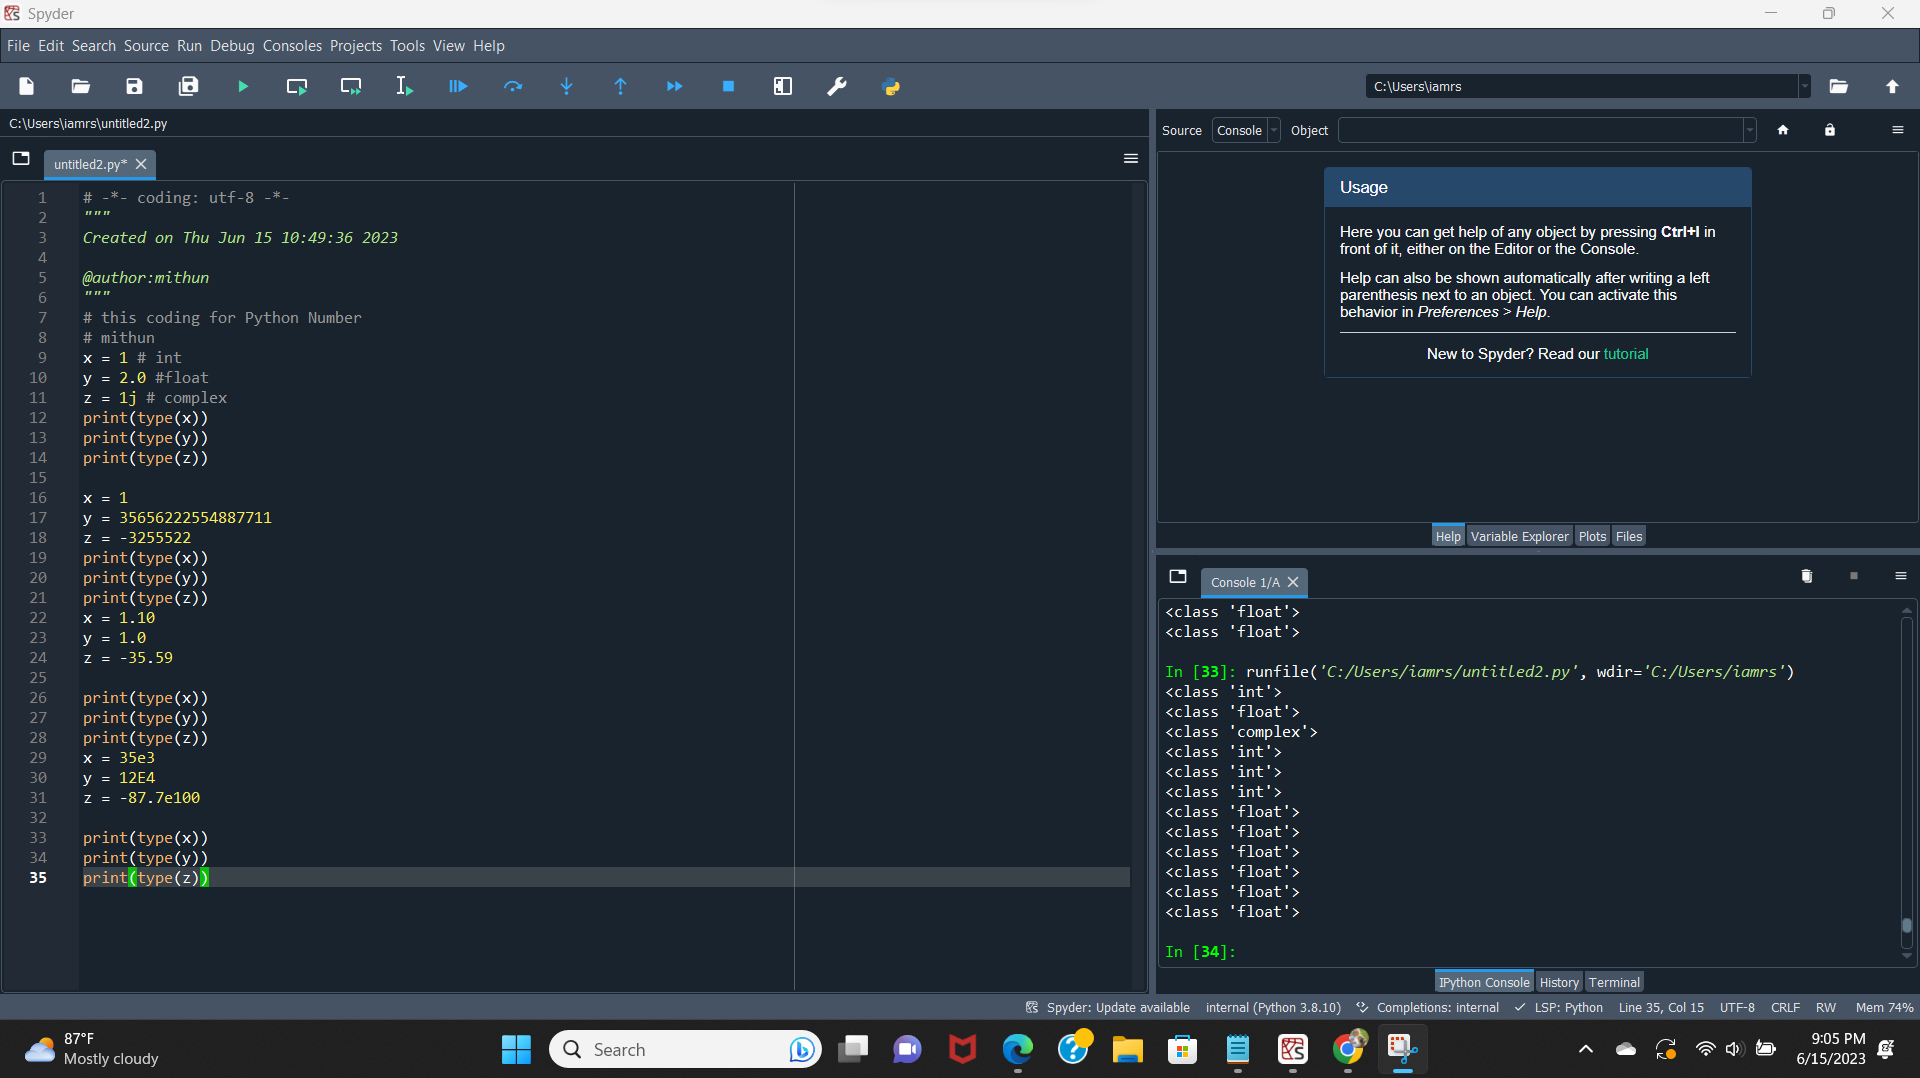 Spyder
File Edit Search Source Run Debug Consoles Projects Tools View Help
C:\Users\iamrs
C:\Users\iamrs\untitled2.py
untitled2.py*
1 # -*- coding: utf-8 -*-
2 """
3 Created on Thu Jun 15 10:49:36 2023
4
5 @author:mithun
6 """
7 # this coding for Python Number
8 # mithun
9 x = 1 # int
10 y = 2.0 #float
11 z = 1j # complex
12 print(type(x))
13 print(type(y))
14 print(type(z))
15
16 x = 1
17 y = 35656222554887711
18 z = -3255522
19 print(type(x))
20 print(type(y))
21 print(type(z))
22 x = 1.10
23 y = 1.0
24 z = -35.59
25
26 print(type(x))
27 print(type(y))
28 print(type(z))
29 x = 35e3
30 y = 12E4
31 z = -87.7e100
32
33 print(type(x))
34 print(type(y))
35 print(type(z))
Source Console Object
Usage
Here you can get help of any object by pressing Ctrl+I in
front of it, either on the Editor or the Console.
Help can also be shown automatically after writing a left
parenthesis next to an object. You can activate this
behavior in Preferences > Help.
New to Spyder? Read our tutorial
Help Variable Explorer Plots Files
Console 1/A
<class 'float'>
<class 'float'>
In [33]: runfile('C:/Users/iamrs/untitled2.py', wdir='C:/Users/iamrs')
<class 'int'>
<class 'float'>
<class 'complex'>
<class 'int'>
<class 'int'>
<class 'int'>
<class 'float'>
<class 'float'>
<class 'float'>
<class 'float'>
<class 'float'>
<class 'float'>
In [34]:
IPython Console History Terminal
Spyder: Update available internal (Python 3.8.10) Completions: internal LSP: Python Line 35, Col 15 UTF-8 CRLF RW Mem 74%
87°F
Mostly cloudy
Search
9:05 PM
6/15/2023